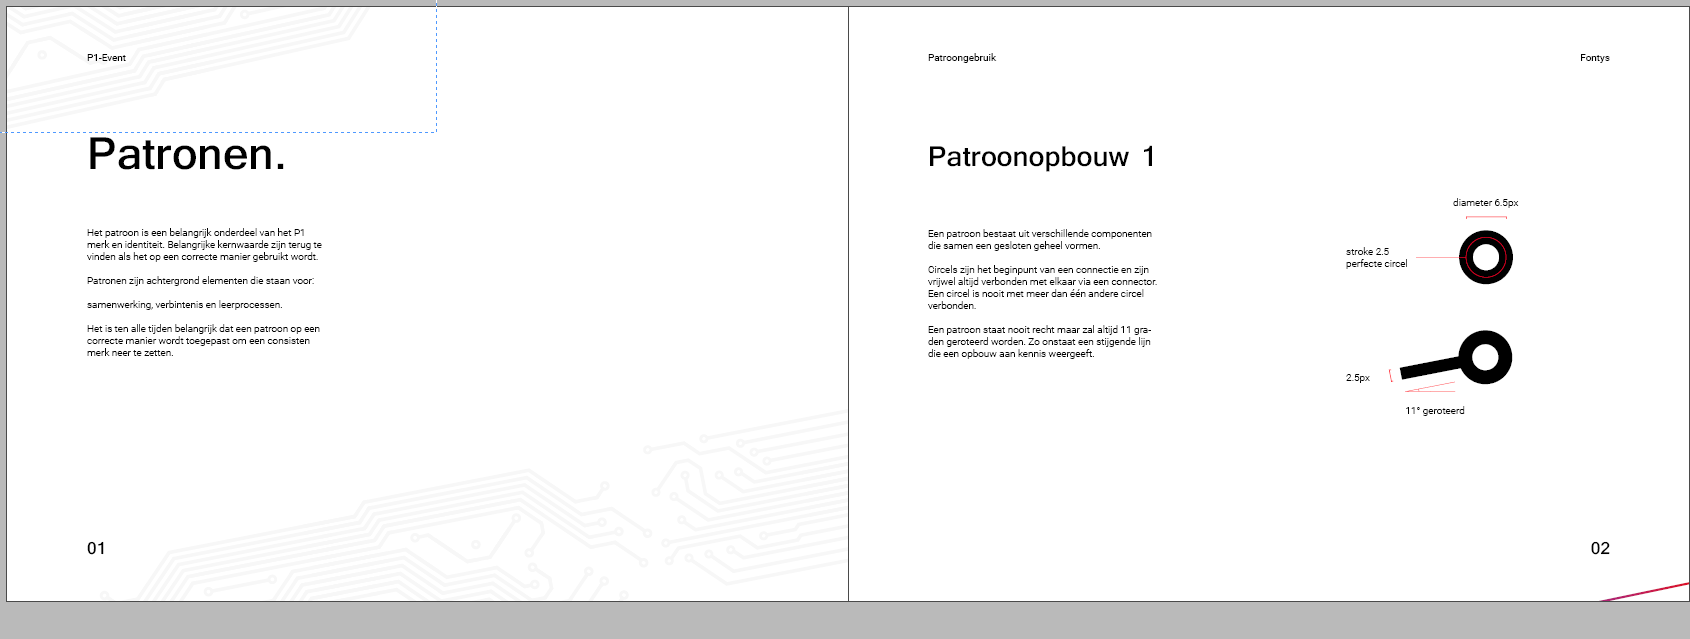 P1-Event
Patronen.
Het patroon is een belangrijk onderdeel van het P1
merk en identiteit. Belangrijke kernwaarde zijn terug te
vinden als het op een correcte manier gebruikt wordt.
Patronen zijn achtergrond elementen die staan voor:
samenwerking, verbintenis en leerprocessen.
Het is ten alle tijden belangrijk dat een patroon op een
correcte manier wordt toegepast om een consisten
merk neer te zetten.
01
Patroongebruik
Fontys
Patroonopbouw 1
Een patroon bestaat uit verschillende componenten
die samen een gesloten geheel vormen.
Circels zijn het beginpunt van een connectie en zijn
vrijwel altijd verbonden met elkaar via een connector.
Een circel is nooit met meer dan één andere circel
verbonden.
Een patroon staat nooit recht maar zal altijd 11 gra-
den geroteerd worden. Zo onstaat een stijgende lijn
die een opbouw aan kennis weergeeft.
diameter 6.5px
stroke 2.5
perfecte circel
2.5px
11° geroteerd
02